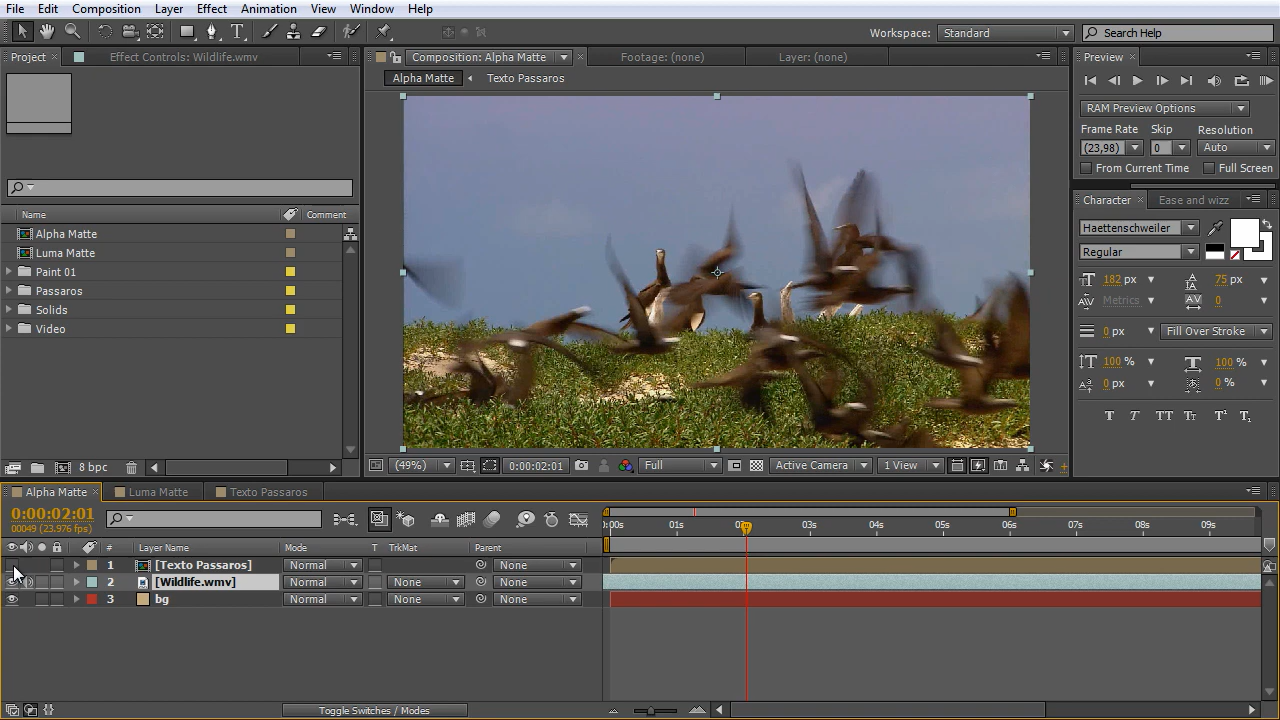 File Edit Composition Layer Effect Animation View Window Help
Workspace: Standard Search Help
Project Effect Controls: Wildlife.wmv
Composition: Alpha Matte Footage: (none) Layer: (none)
Alpha Matte Texto Passaros
Name Comment
Alpha Matte
Luma Matte
Paint 01
Passaros
Solids
Video
8 bpc
(49%) 0:00:02:01 Full Active Camera 1 View
Preview
RAM Preview Options
Frame Rate Skip Resolution
(23,98) 0 Auto
From Current Time Full Screen
Character Ease and wizz
Haettenschweiler
Regular
182 px 75 px
Metrics 0
0 px Fill Over Stroke
100 % 100 %
0 px 0 %
T T TT Tt T¹ T₁
Alpha Matte Luma Matte Texto Passaros
0:00:02:01
00049 (23.976 fps)
:00s 01s 03s 04s 05s 06s 07s 08s 09s
# Layer Name Mode T TrkMat Parent
1 [Texto Passaros] Normal None
2 [Wildlife.wmv] Normal None None
3 bg Normal None None
Toggle Switches / Modes